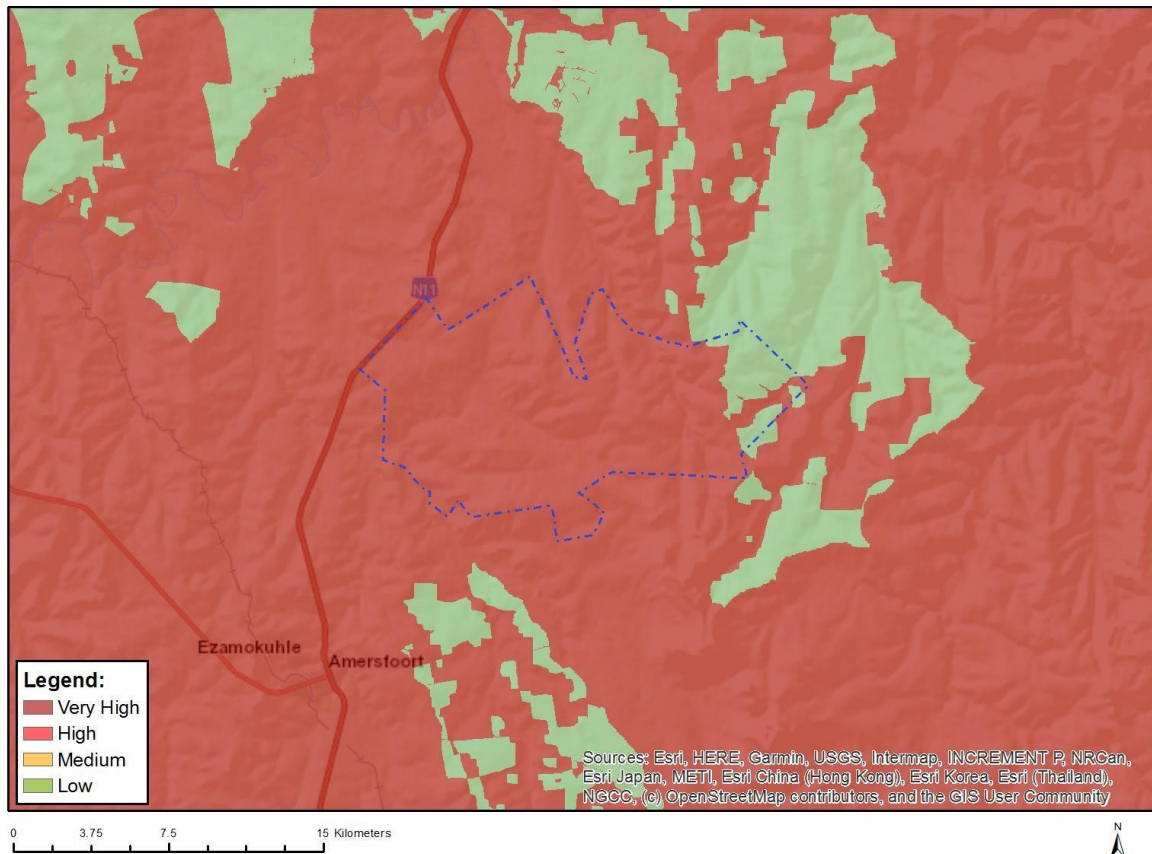 N11
Ezamokuhle
Amersfoort
Legend:
Very High
High
Medium
Low
Sources: Esri, HERE, Garmin, USGS, Intermap, INCREMENT P, NRCan,
Esri Japan, METI, Esri China (Hong Kong), Esri Korea, Esri (Thailand),
NGCC, (c) OpenStreetMap contributors, and the GIS User Community
0 3.75 7.5 15 Kilometers
N